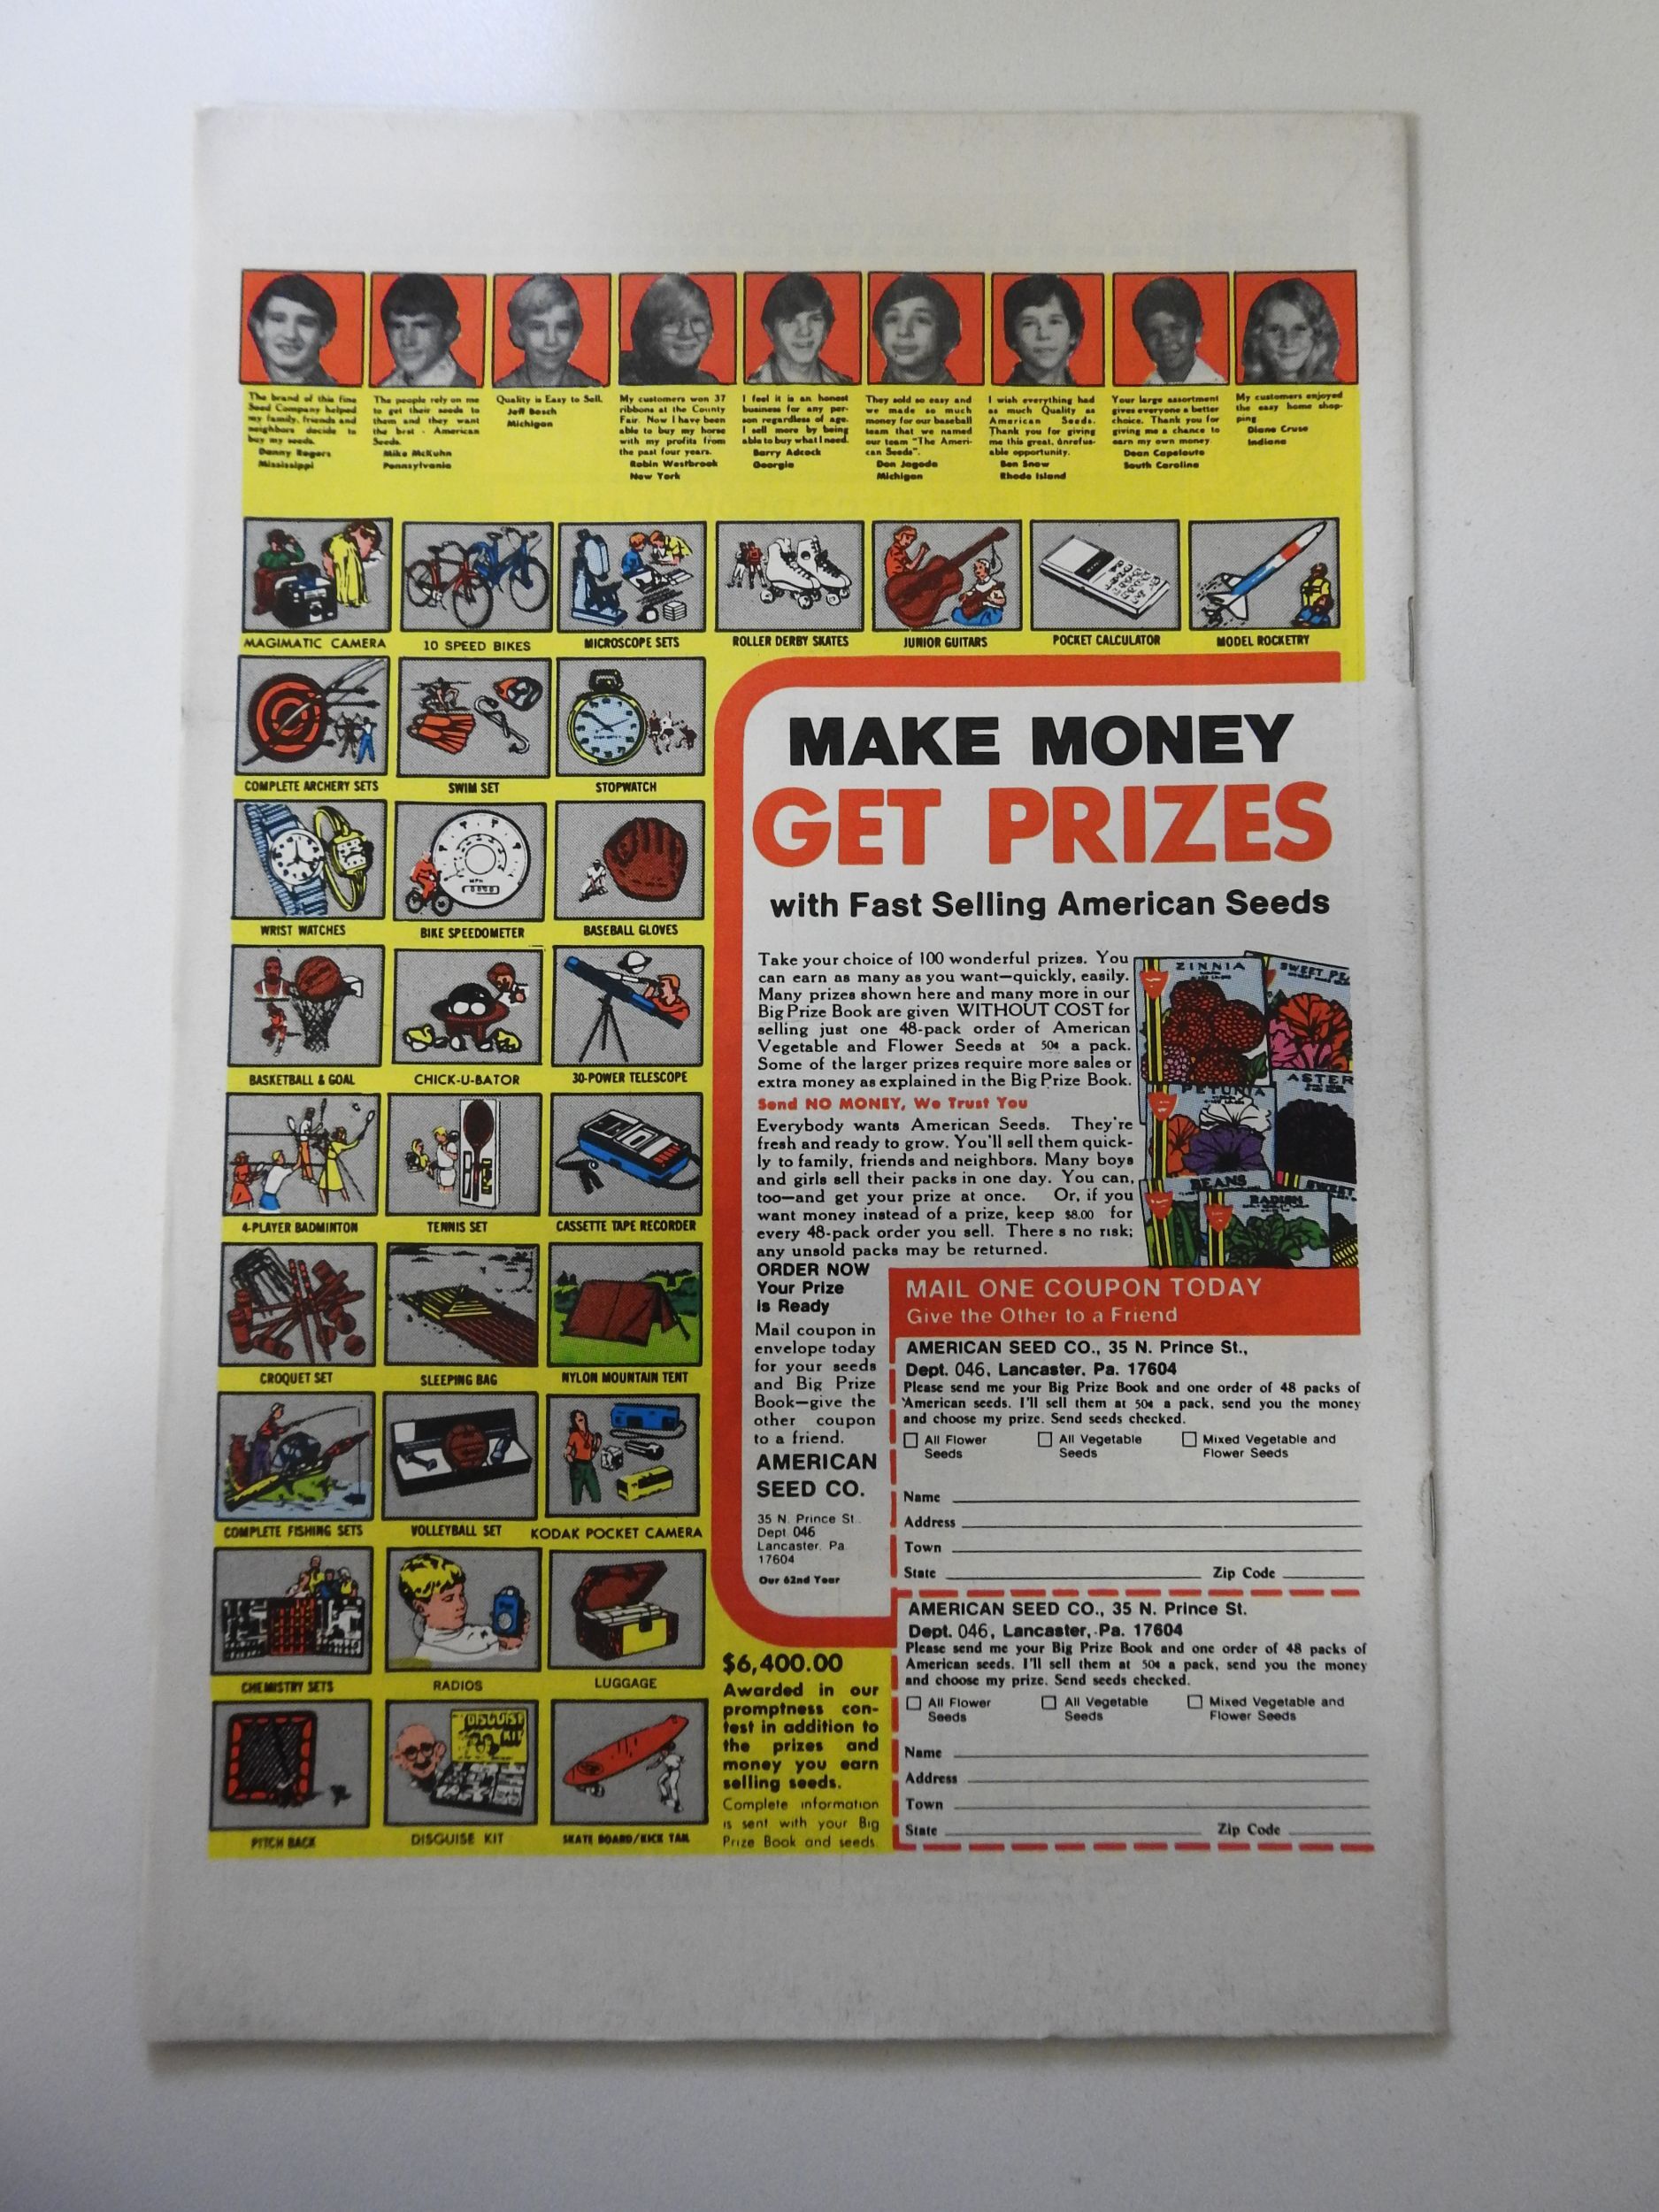 The brand of this fine
Seed Company helped
my family, friends and
neighbors decide to
buy my seeds.
Danny Rogers
Mississippi
The people rely on me
to get their seeds to
them and they want
the best - American
Seeds.
Mike McKuhn
Pennsylvania
Quality is Easy to Sell.
Jeff Bosch
Michigan
My customers won 37
ribbons at the County
Fair. Now I have been
able to buy my horse
with my profits from
the past four years.
Robin Westbrook
New York
I feel it is an honest
business for any per-
son regardless of age.
I sell more by being
able to buy what I need.
Barry Adcock
Georgia
They sold so easy and
we made so much
money for our baseball
team that we named
our team "The Ameri-
can Seeds".
Don Jagoda
Michigan
I wish everything had
as much Quality as
American Seeds.
Thank you for giving
me this great, unrefus-
able opportunity.
Ben Snow
Rhode Island
Your large assortment
gives everyone a better
choice. Thank you for
giving me a chance to
earn my own money.
Dean Capelouto
South Carolina
My customers enjoyed
the easy home shop-
ping
Diane Cruse
Indiana
MAGIMATIC CAMERA
10 SPEED BIKES
MICROSCOPE SETS
ROLLER DERBY SKATES
JUNIOR GUITARS
POCKET CALCULATOR
MODEL ROCKETRY
COMPLETE ARCHERY SETS
SWIM SET
STOPWATCH
WRIST WATCHES
BIKE SPEEDOMETER
BASEBALL GLOVES
BASKETBALL & GOAL
CHICK-U-BATOR
30-POWER TELESCOPE
4-PLAYER BADMINTON
TENNIS SET
CASSETTE TAPE RECORDER
CROQUET SET
SLEEPING BAG
NYLON MOUNTAIN TENT
COMPLETE FISHING SETS
VOLLEYBALL SET
KODAK POCKET CAMERA
CHEMISTRY SETS
RADIOS
LUGGAGE
DISGUISE
KIT
PITCH BACK
DISGUISE KIT
SKATE BOARD/KICK TAIL
MAKE MONEY
GET PRIZES
with Fast Selling American Seeds
Take your choice of 100 wonderful prizes. You
can earn as many as you want—quickly, easily.
Many prizes shown here and many more in our
Big Prize Book are given WITHOUT COST for
selling just one 48-pack order of American
Vegetable and Flower Seeds at 50¢ a pack.
Some of the larger prizes require more sales or
extra money as explained in the Big Prize Book.
Send NO MONEY, We Trust You
Everybody wants American Seeds. They're
fresh and ready to grow. You'll sell them quick-
ly to family, friends and neighbors. Many boys
and girls sell their packs in one day. You can,
too—and get your prize at once. Or, if you
want money instead of a prize, keep $8.00 for
every 48-pack order you sell. There s no risk;
any unsold packs may be returned.
ZINNIA
SWEET PEA
PETUNIA
ASTER
BEANS
RADISH
SWEET
ORDER NOW
Your Prize
Is Ready
Mail coupon in
envelope today
for your seeds
and Big Prize
Book—give the
other coupon
to a friend.
AMERICAN
SEED CO.
35 N. Prince St.
Dept. 046
Lancaster, Pa
17604
Our 62nd Year
$6,400.00
Awarded in our
promptness con-
test in addition to
the prizes and
money you earn
selling seeds.
Complete information
is sent with your Big
Prize Book and seeds.
MAIL ONE COUPON TODAY
Give the Other to a Friend
AMERICAN SEED CO., 35 N. Prince St.,
Dept. 046, Lancaster, Pa. 17604
Please send me your Big Prize Book and one order of 48 packs of
American seeds. I'll sell them at 50¢ a pack, send you the money
and choose my prize. Send seeds checked.
All Flower
Seeds
All Vegetable
Seeds
Mixed Vegetable and
Flower Seeds
Name
Address
Town
State Zip Code
AMERICAN SEED CO., 35 N. Prince St.
Dept. 046, Lancaster, Pa. 17604
Please send me your Big Prize Book and one order of 48 packs of
American seeds. I'll sell them at 50¢ a pack, send you the money
and choose my prize. Send seeds checked.
All Flower
Seeds
All Vegetable
Seeds
Mixed Vegetable and
Flower Seeds
Name
Address
Town
State Zip Code